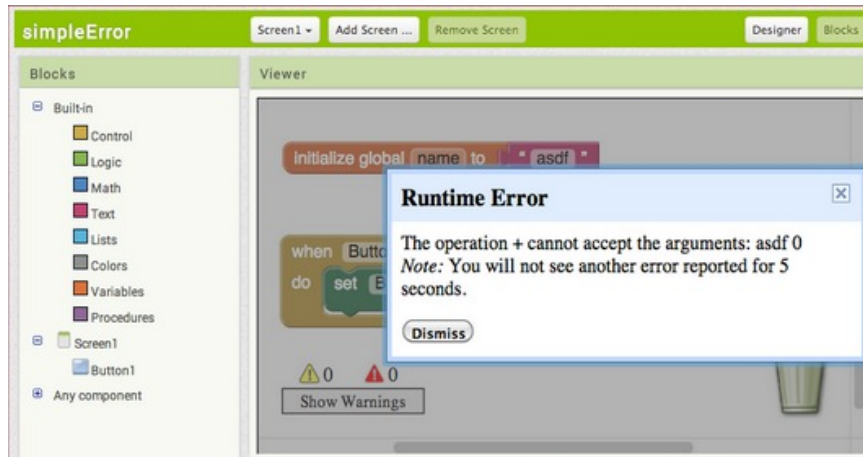 simpleError
Screen1 Add Screen ... Remove Screen Designer Blocks
Blocks
Viewer
Built-in
Control
Logic
Math
Text
Lists
Colors
Variables
Procedures
Screen1
Button1
Any component
initialize global name to " asdf "
when Butto
do set B
Runtime Error
The operation + cannot accept the arguments: asdf 0
Note: You will not see another error reported for 5
seconds.
Dismiss
0 0
Show Warnings